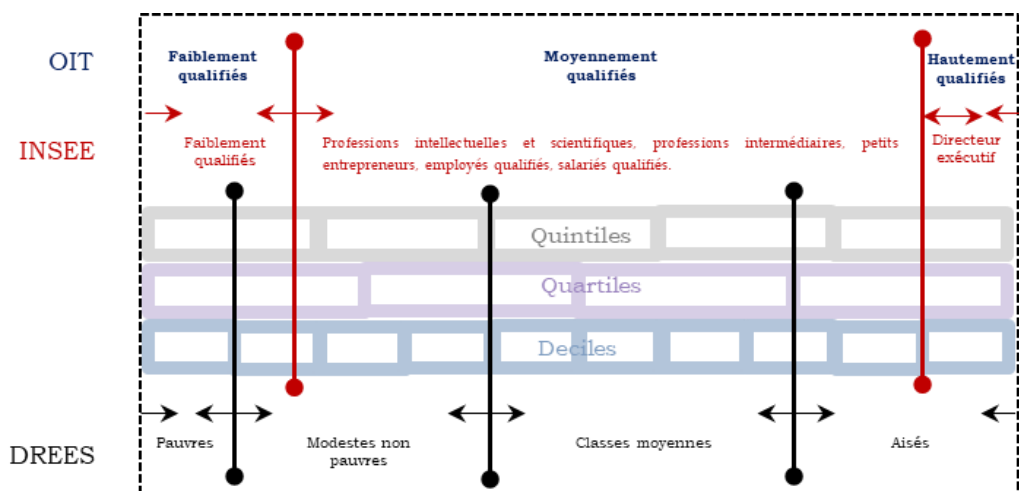 OIT
Faiblement
qualifiés
Moyennement
qualifiés
Hautement
qualifiés
INSEE
Faiblement
qualifiés
Professions intellectuelles et scientifiques, professions intermédiaires, petits
entrepreneurs, employés qualifiés, salariés qualifiés.
Directeur
exécutif
Quintiles
Quartiles
Deciles
DREES
Pauvres
Modestes non
pauvres
Classes moyennes
Aisés